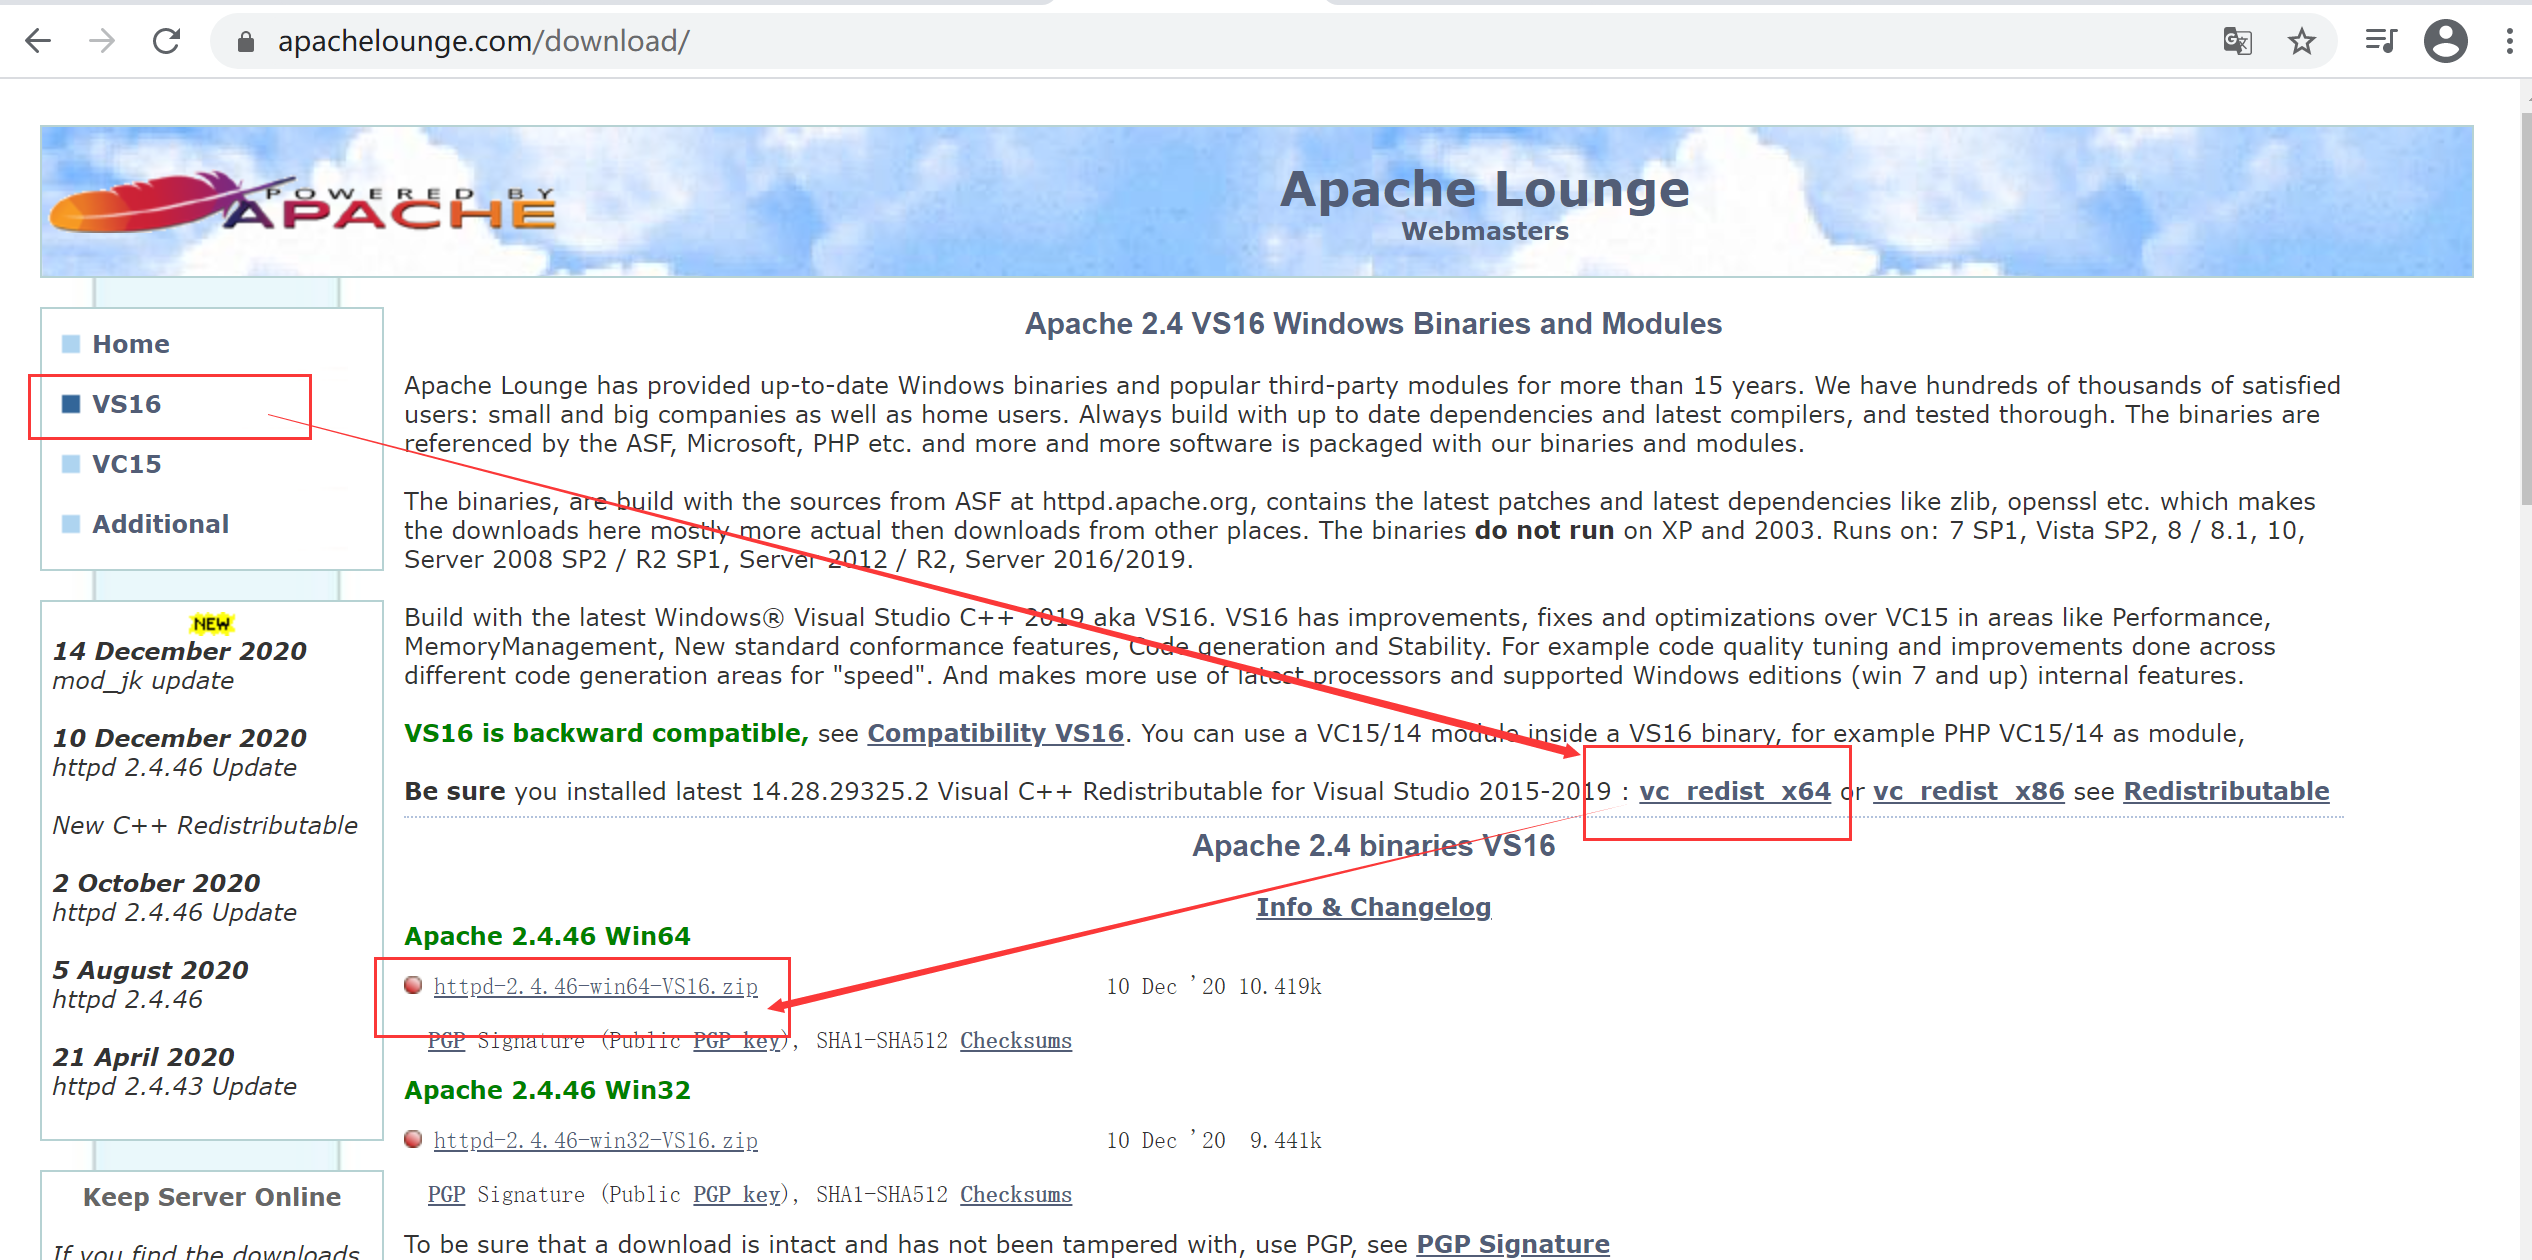 apachelounge.com/download/
POWERED BY
APACHE
Apache Lounge
Webmasters
Home
VS16
VC15
Additional
NEW
14 December 2020
mod_jk update
10 December 2020
httpd 2.4.46 Update
New C++ Redistributable
2 October 2020
httpd 2.4.46 Update
5 August 2020
httpd 2.4.46
21 April 2020
httpd 2.4.43 Update
Keep Server Online
If you find the downloads
Apache 2.4 VS16 Windows Binaries and Modules
Apache Lounge has provided up-to-date Windows binaries and popular third-party modules for more than 15 years. We have hundreds of thousands of satisfied
users: small and big companies as well as home users. Always build with up to date dependencies and latest compilers, and tested thorough. The binaries are
referenced by the ASF, Microsoft, PHP etc. and more and more software is packaged with our binaries and modules.
The binaries, are build with the sources from ASF at httpd.apache.org, contains the latest patches and latest dependencies like zlib, openssl etc. which makes
the downloads here mostly more actual then downloads from other places. The binaries do not run on XP and 2003. Runs on: 7 SP1, Vista SP2, 8 / 8.1, 10,
Server 2008 SP2 / R2 SP1, Server 2012 / R2, Server 2016/2019.
Build with the latest Windows® Visual Studio C++ 2019 aka VS16. VS16 has improvements, fixes and optimizations over VC15 in areas like Performance,
MemoryManagement, New standard conformance features, Code generation and Stability. For example code quality tuning and improvements done across
different code generation areas for "speed". And makes more use of latest processors and supported Windows editions (win 7 and up) internal features.
VS16 is backward compatible, see Compatibility VS16. You can use a VC15/14 module inside a VS16 binary, for example PHP VC15/14 as module,
Be sure you installed latest 14.28.29325.2 Visual C++ Redistributable for Visual Studio 2015-2019 : vc_redist_x64 or vc_redist_x86 see Redistributable
Apache 2.4 binaries VS16
Info & Changelog
Apache 2.4.46 Win64
httpd-2.4.46-win64-VS16.zip 10 Dec '20 10.419k
PGP Signature (Public PGP key), SHA1-SHA512 Checksums
Apache 2.4.46 Win32
httpd-2.4.46-win32-VS16.zip 10 Dec '20 9.441k
PGP Signature (Public PGP key), SHA1-SHA512 Checksums
To be sure that a download is intact and has not been tampered with, use PGP, see PGP Signature